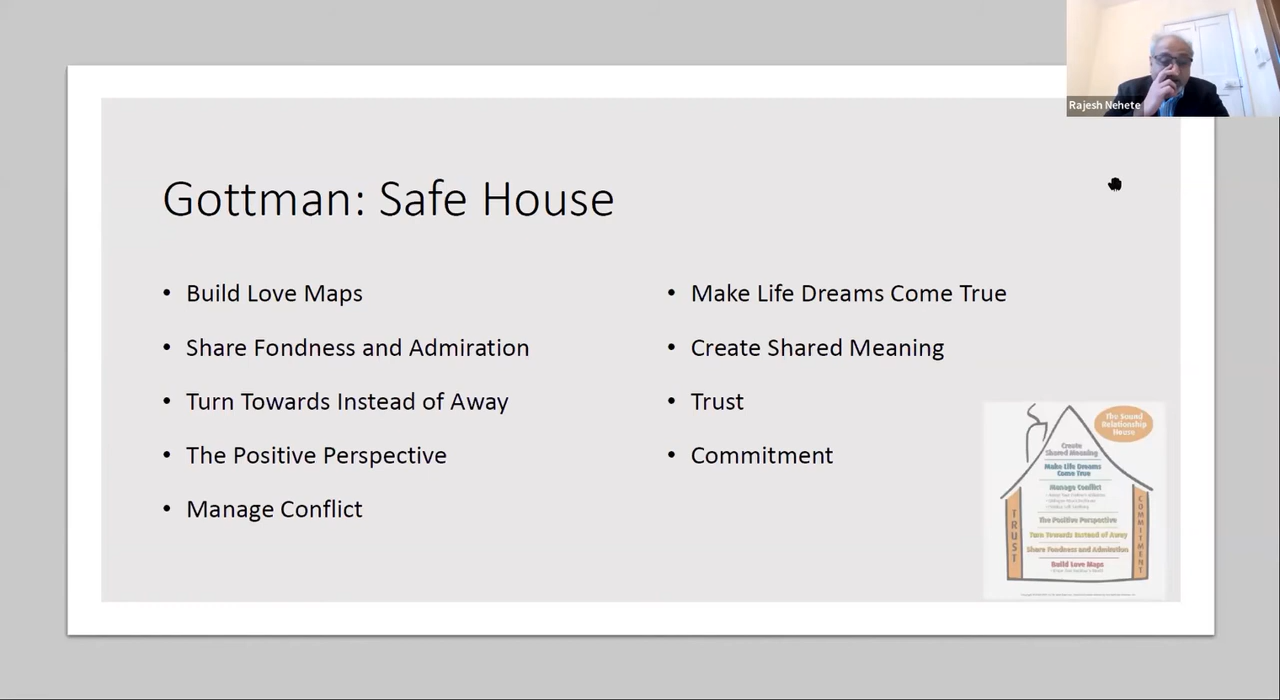 Rajesh Nehete
Gottman: Safe House
• Build Love Maps
• Share Fondness and Admiration
• Turn Towards Instead of Away
• The Positive Perspective
• Manage Conflict
• Make Life Dreams Come True
• Create Shared Meaning
• Trust
• Commitment
The Sound
Relationship
House
Create
Shared Meaning
Make Life Dreams
Come True
Manage Conflict
The Positive Perspective
Turn Towards Instead of Away
Share Fondness and Admiration
Build Love Maps
TRUST
COMMITMENT